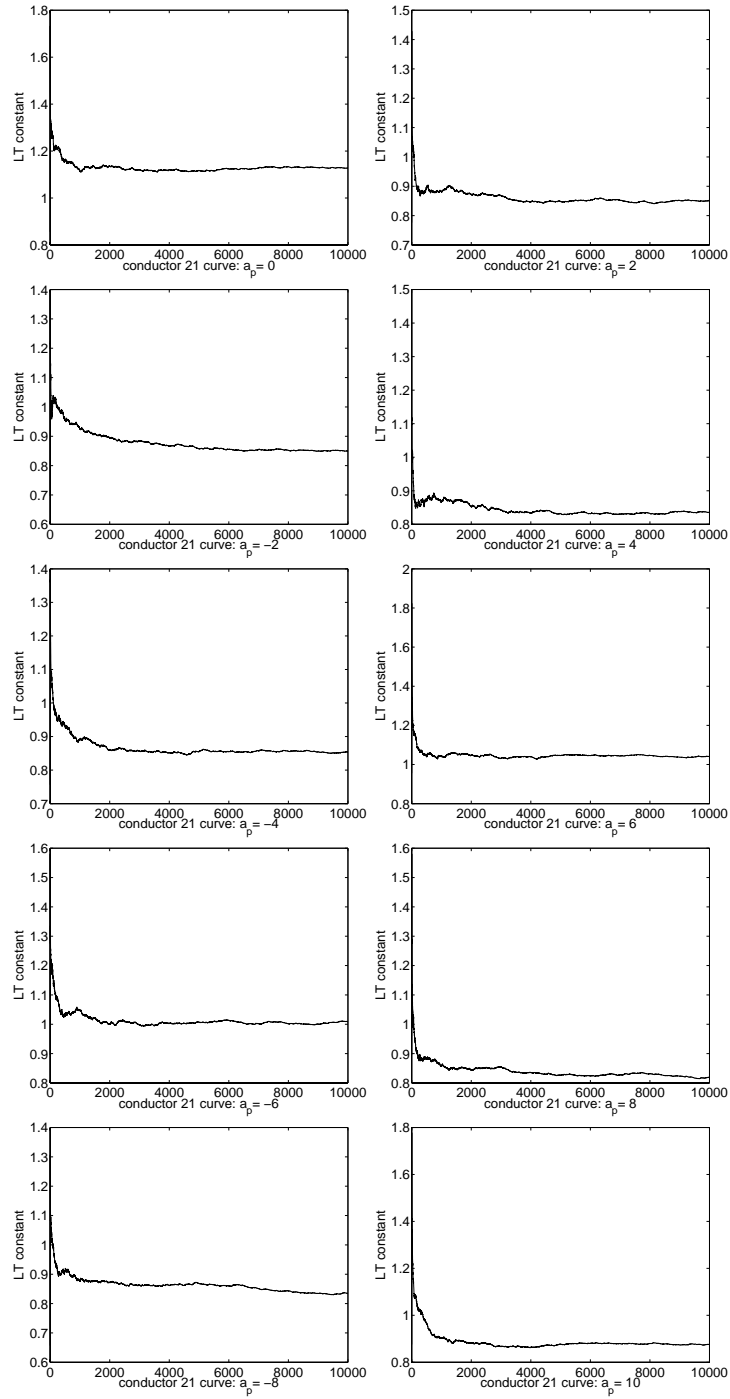 1.8
1.6
1.4
1.2
1
0.8
LT constant
0 2000 4000 6000 8000 10000
conductor 21 curve: a_p= 0
1.5
1.4
1.3
1.2
1.1
1
0.9
0.8
0.7
LT constant
0 2000 4000 6000 8000 10000
conductor 21 curve: a_p= 2
1.4
1.3
1.2
1.1
1
0.9
0.8
0.7
0.6
LT constant
0 2000 4000 6000 8000 10000
conductor 21 curve: a_p= −2
1.5
1.4
1.3
1.2
1.1
1
0.9
0.8
LT constant
0 2000 4000 6000 8000 10000
conductor 21 curve: a_p= 4
1.4
1.3
1.2
1.1
1
0.9
0.8
0.7
LT constant
0 2000 4000 6000 8000 10000
conductor 21 curve: a_p= −4
2
1.8
1.6
1.4
1.2
1
0.8
LT constant
0 2000 4000 6000 8000 10000
conductor 21 curve: a_p= 6
1.6
1.5
1.4
1.3
1.2
1.1
1
0.9
0.8
LT constant
0 2000 4000 6000 8000 10000
conductor 21 curve: a_p= −6
1.6
1.5
1.4
1.3
1.2
1.1
1
0.9
0.8
LT constant
0 2000 4000 6000 8000 10000
conductor 21 curve: a_p= 8
1.4
1.3
1.2
1.1
1
0.9
0.8
0.7
0.6
LT constant
0 2000 4000 6000 8000 10000
conductor 21 curve: a_p= −8
1.8
1.6
1.4
1.2
1
0.8
LT constant
0 2000 4000 6000 8000 10000
conductor 21 curve: a_p= 10